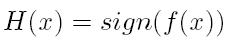 H(x) = sign(f(x))